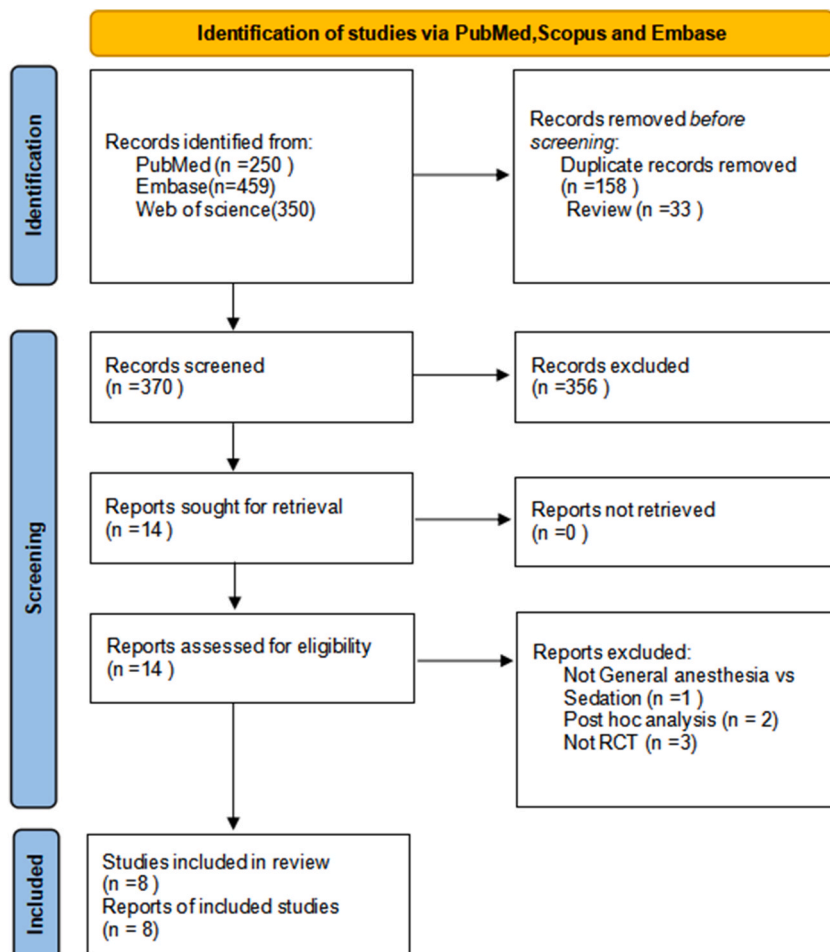 Identification of studies via PubMed,Scopus and Embase
Identification
Records identified from:
PubMed (n =250 )
Embase(n=459)
Web of science(350)
Records removed before
screening:
Duplicate records removed
(n =158 )
Review (n =33 )
Screening
Records screened
(n =370 )
Records excluded
(n =356 )
Reports sought for retrieval
(n =14 )
Reports not retrieved
(n =0 )
Reports assessed for eligibility
(n =14 )
Reports excluded:
Not General anesthesia vs
Sedation (n =1 )
Post hoc analysis (n = 2)
Not RCT (n =3)
Included
Studies included in review
(n =8 )
Reports of included studies
(n = 8)